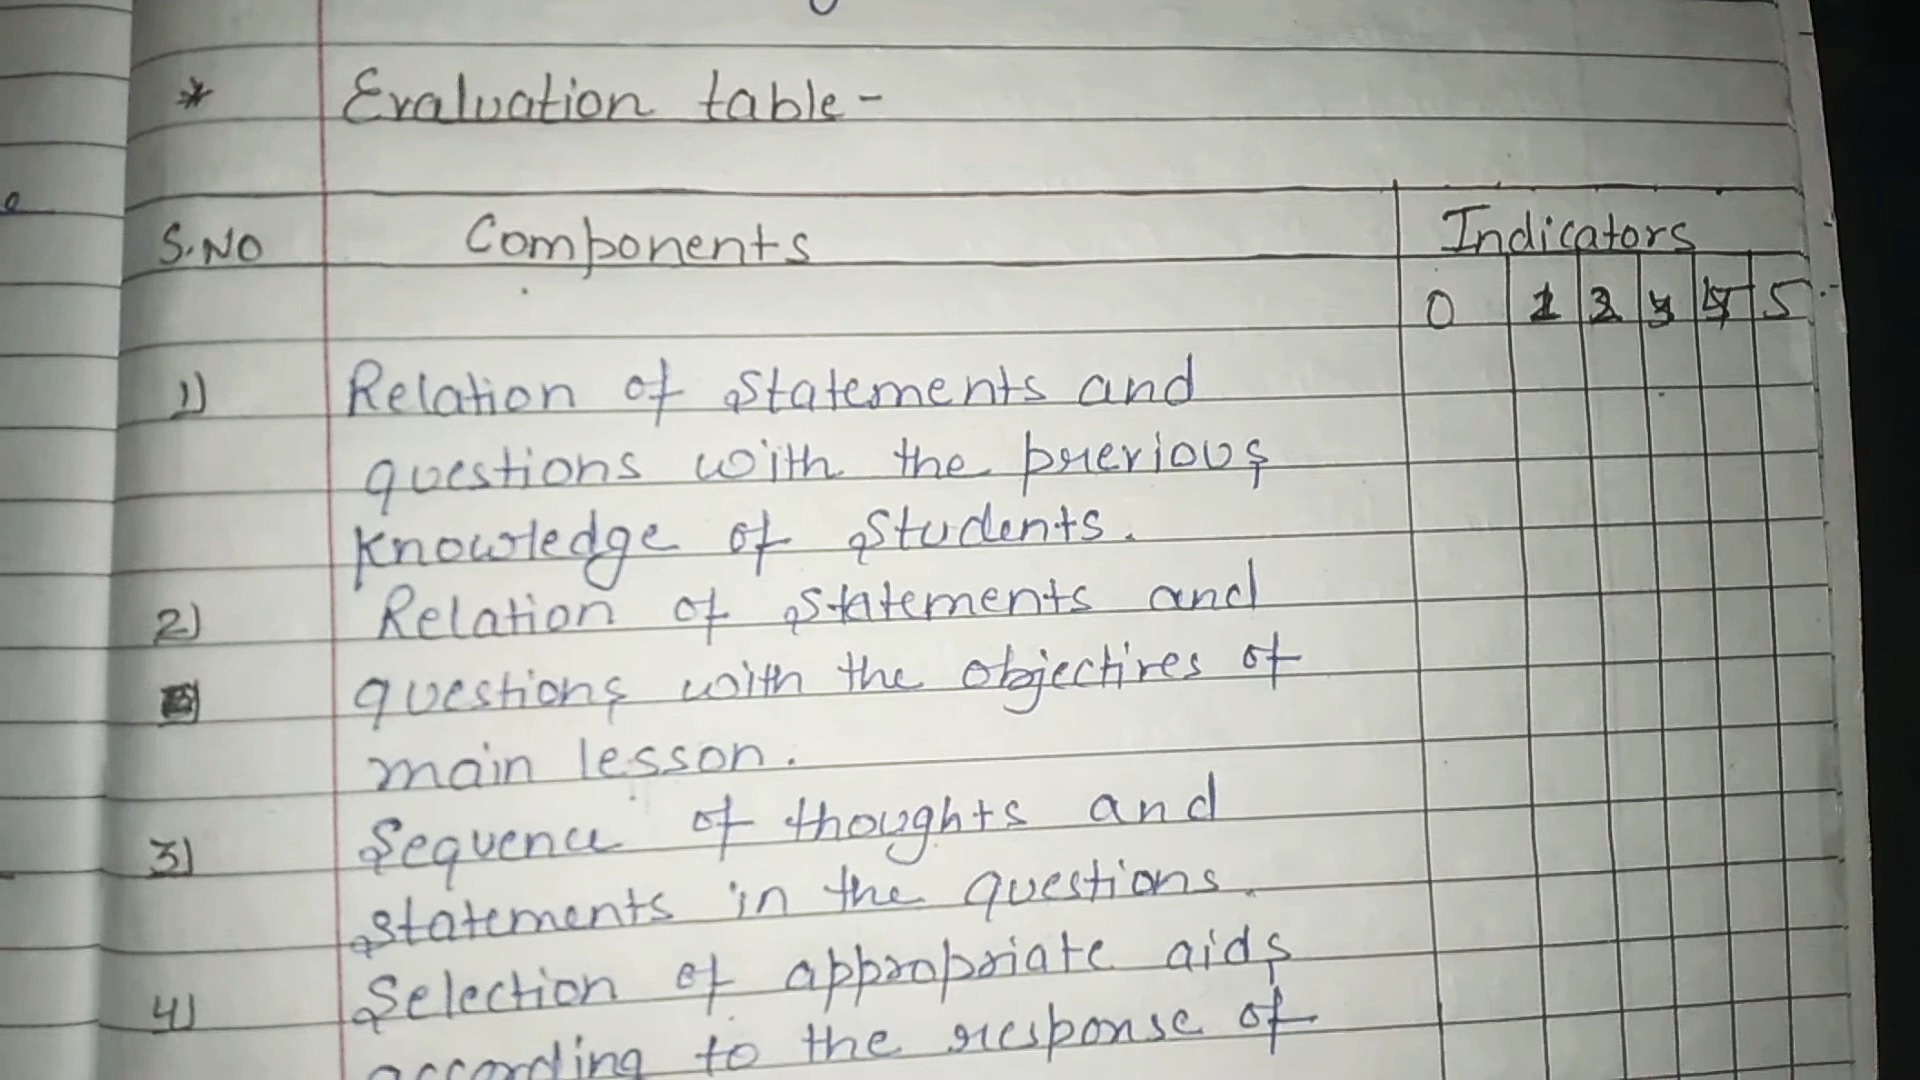 * Evaluation table-
S.NO Components Indicators
0 1 2 3 4 5
1) Relation of statements and
questions with the previous
knowledge of students.
2) Relation of statements and
questions with the objectives of
main lesson.
3) Sequence of thoughts and
statements in the questions.
4) Selection of appropriate aids
according to the response of